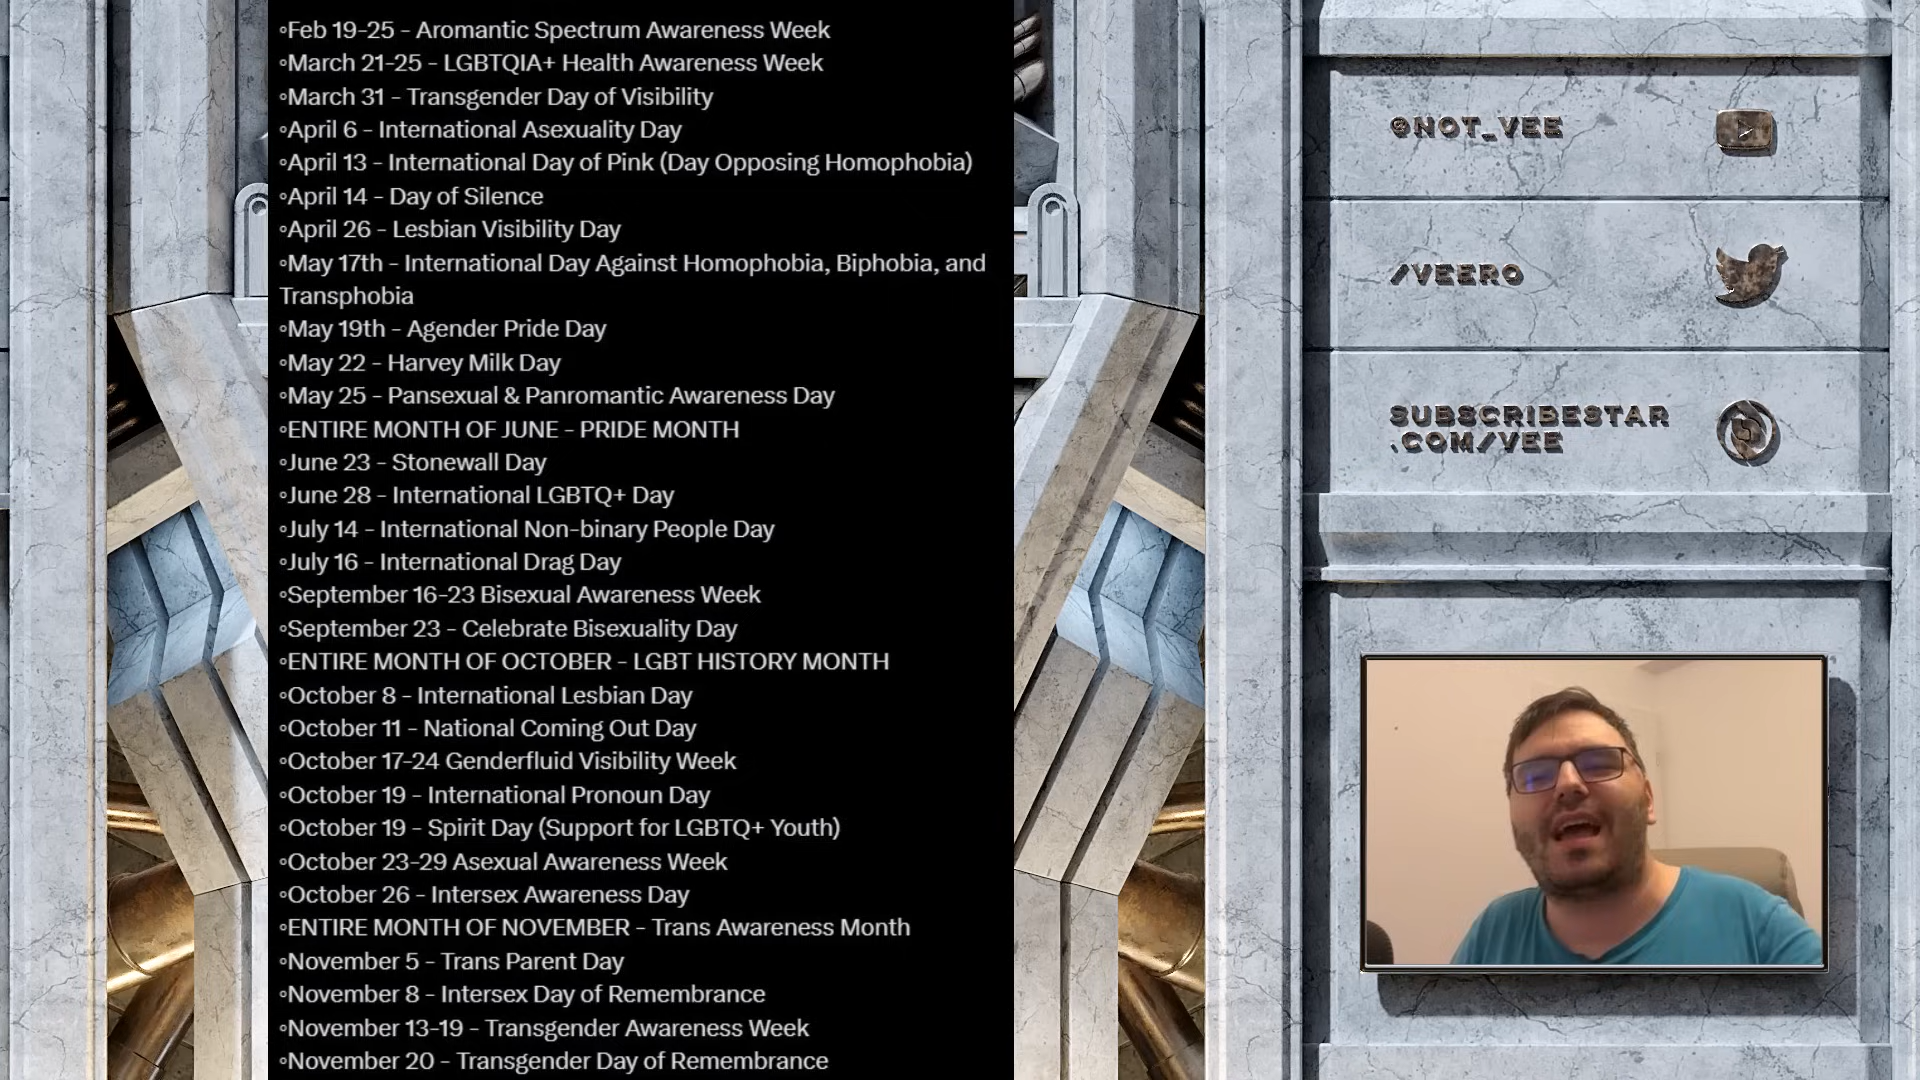 ◦Feb 19-25 - Aromantic Spectrum Awareness Week
◦March 21-25 - LGBTQIA+ Health Awareness Week
◦March 31 - Transgender Day of Visibility
◦April 6 - International Asexuality Day
◦April 13 - International Day of Pink (Day Opposing Homophobia)
◦April 14 - Day of Silence
◦April 26 - Lesbian Visibility Day
◦May 17th - International Day Against Homophobia, Biphobia, and
Transphobia
◦May 19th - Agender Pride Day
◦May 22 - Harvey Milk Day
◦May 25 - Pansexual & Panromantic Awareness Day
◦ENTIRE MONTH OF JUNE - PRIDE MONTH
◦June 23 - Stonewall Day
◦June 28 - International LGBTQ+ Day
◦July 14 - International Non-binary People Day
◦July 16 - International Drag Day
◦September 16-23 Bisexual Awareness Week
◦September 23 - Celebrate Bisexuality Day
◦ENTIRE MONTH OF OCTOBER - LGBT HISTORY MONTH
◦October 8 - International Lesbian Day
◦October 11 - National Coming Out Day
◦October 17-24 Genderfluid Visibility Week
◦October 19 - International Pronoun Day
◦October 19 - Spirit Day (Support for LGBTQ+ Youth)
◦October 23-29 Asexual Awareness Week
◦October 26 - Intersex Awareness Day
◦ENTIRE MONTH OF NOVEMBER - Trans Awareness Month
◦November 5 - Trans Parent Day
◦November 8 - Intersex Day of Remembrance
◦November 13-19 - Transgender Awareness Week
◦November 20 - Transgender Day of Remembrance
@NOT_VEE
/VEERO
SUBSCRIBESTAR
.COM/VEE